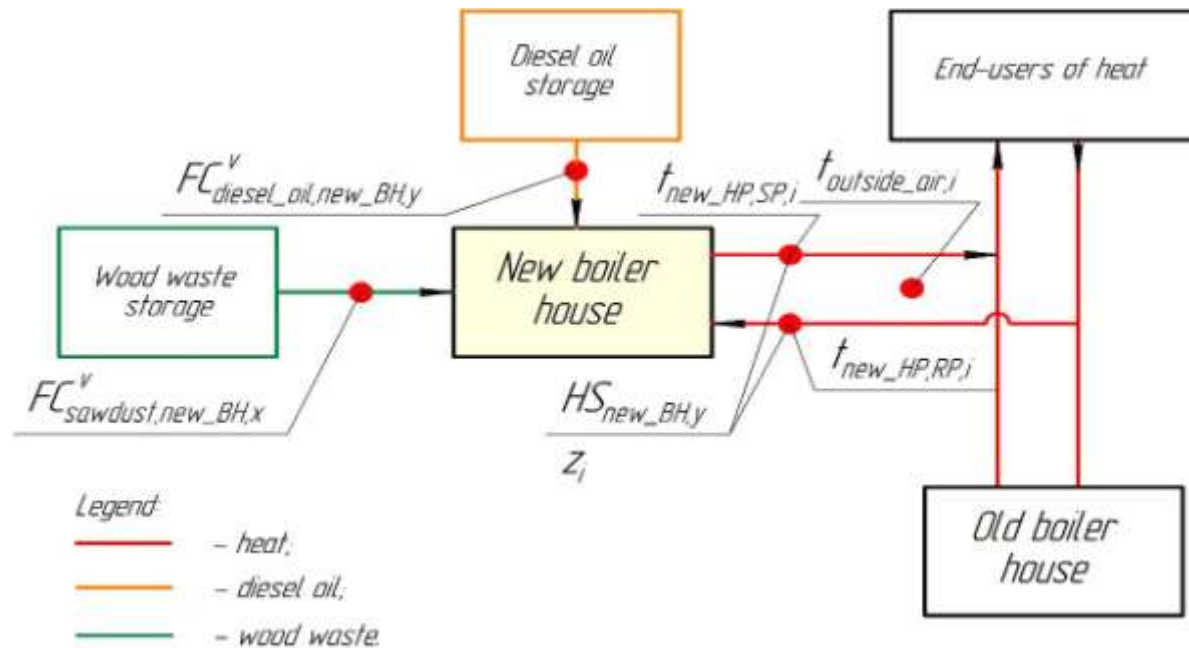 Diesel oil
storage
End-users of heat
FC^v_diesel_oil,new_BH,y
t_new_HP,SP,i
t_outside_air,i
Wood waste
storage
New boiler
house
FC^v_sawdust,new_BH,x
HS_new_BH,y
z_i
t_new_HP,RP,i
Old boiler
house
Legend:
– heat;
– diesel oil;
– wood waste.